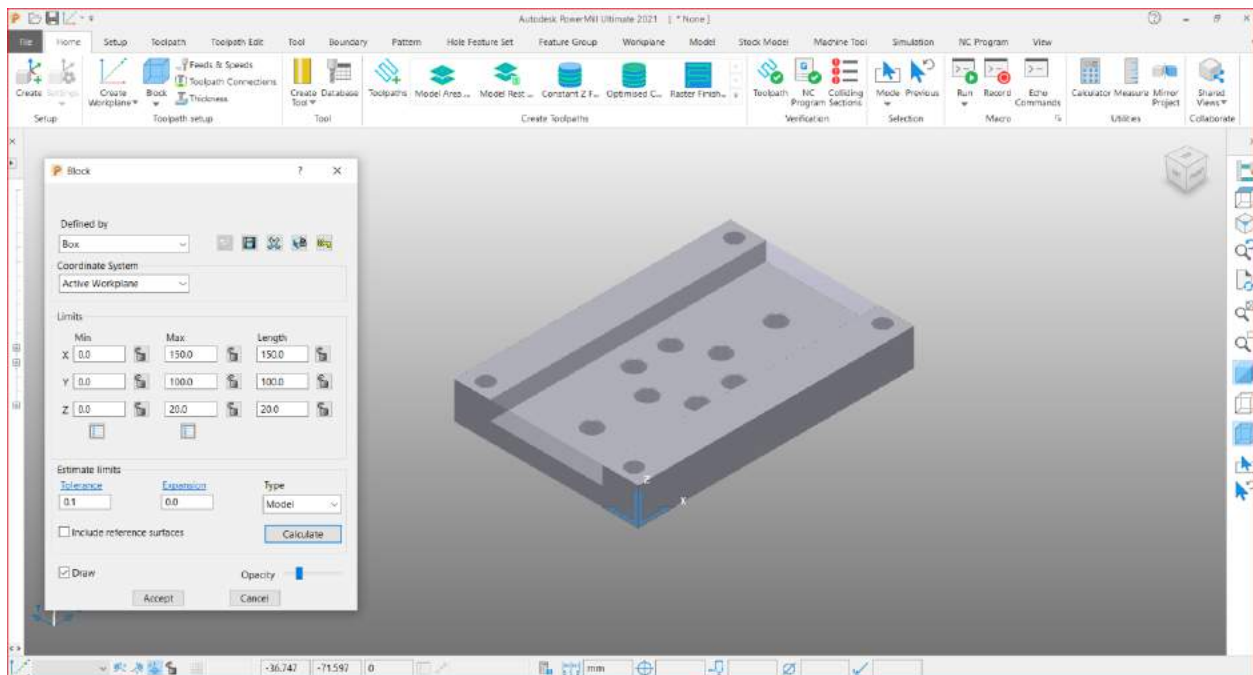 Autodesk PowerMill Ultimate 2021 [ *None ]
File Home Setup Toolpath Toolpath Edit Tool Boundary Pattern Hole Feature Set Feature Group Workplane Model Stock Model Machine Tool Simulation NC Program View
Create Settings Create Workplane Block Feeds & Speeds Toolpath Connections Thickness Create Tool Database Toolpaths Model Area ... Model Rest ... Constant Z F... Optimised C... Raster Finish... Toolpath NC Program Colliding Sections Mode Previous Run Record Echo Commands Calculator Measure Mirror Project Shared Views
Setup Toolpath setup Tool Create Toolpaths Verification Selection Macro Utilities Collaborate
Block ?
Defined by
Box
Coordinate System
Active Workplane
Limits
Min Max Length
X 0.0 150.0 150.0
Y 0.0 100.0 100.0
Z 0.0 20.0 20.0
Estimate limits
Tolerance Expansion Type
0.1 0.0 Model
Include reference surfaces Calculate
Draw Opacity
Accept Cancel
Z
X
-36.747 -71.597 0 mm